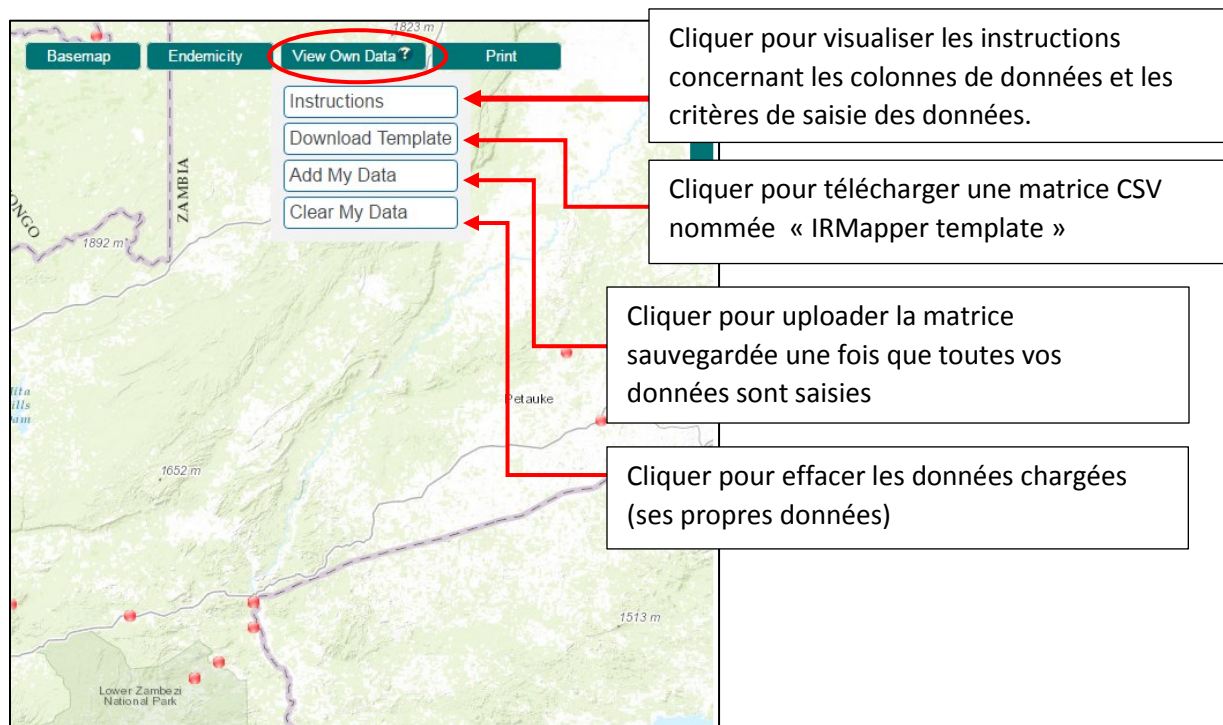 1823 m
Basemap
Endemicity
View Own Data ?
Print
Instructions
Download Template
Add My Data
Clear My Data
Cliquer pour visualiser les instructions
concernant les colonnes de données et les
critères de saisie des données.
Cliquer pour télécharger une matrice CSV
nommée « IRMapper template »
Cliquer pour uploader la matrice
sauvegardée une fois que toutes vos
données sont saisies
Cliquer pour effacer les données chargées
(ses propres données)
ZAMBIA
ONGO
1892 m
Petauke
1652 m
1513 m
Lower Zambezi
National Park